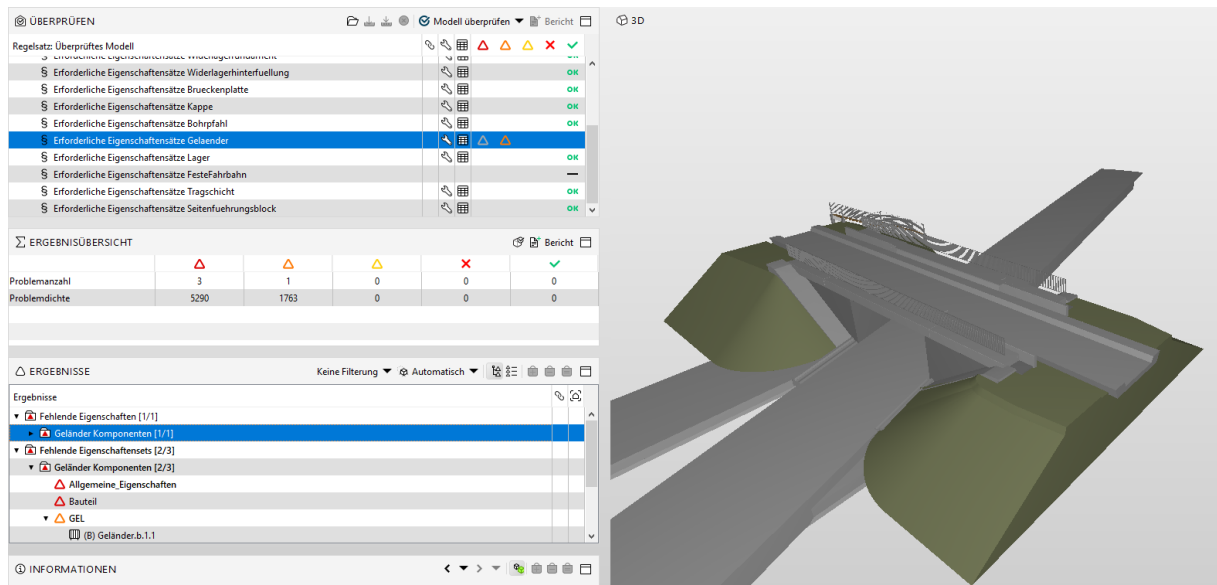 ÜBERPRÜFEN
Modell überprüfen
Bericht
3D
Regelsatz: Überprüftes Modell
§ Erforderliche Eigenschaftensätze Widerlagerhinterfuellung OK
§ Erforderliche Eigenschaftensätze Brueckenplatte OK
§ Erforderliche Eigenschaftensätze Kappe OK
§ Erforderliche Eigenschaftensätze Bohrpfahl OK
§ Erforderliche Eigenschaftensätze Gelaender
§ Erforderliche Eigenschaftensätze Lager OK
§ Erforderliche Eigenschaftensätze FesteFahrbahn —
§ Erforderliche Eigenschaftensätze Tragschicht OK
§ Erforderliche Eigenschaftensätze Seitenfuehrungsblock OK
∑ ERGEBNISÜBERSICHT
Bericht
Problemanzahl 3 1 0 0 0
Problemdichte 5290 1763 0 0 0
ERGEBNISSE
Keine Filterung
Automatisch
Ergebnisse
Fehlende Eigenschaften [1/1]
Geländer Komponenten [1/1]
Fehlende Eigenschaftensets [2/3]
Geländer Komponenten [2/3]
Allgemeine_Eigenschaften
Bauteil
GEL
(B) Geländer.b.1.1
INFORMATIONEN